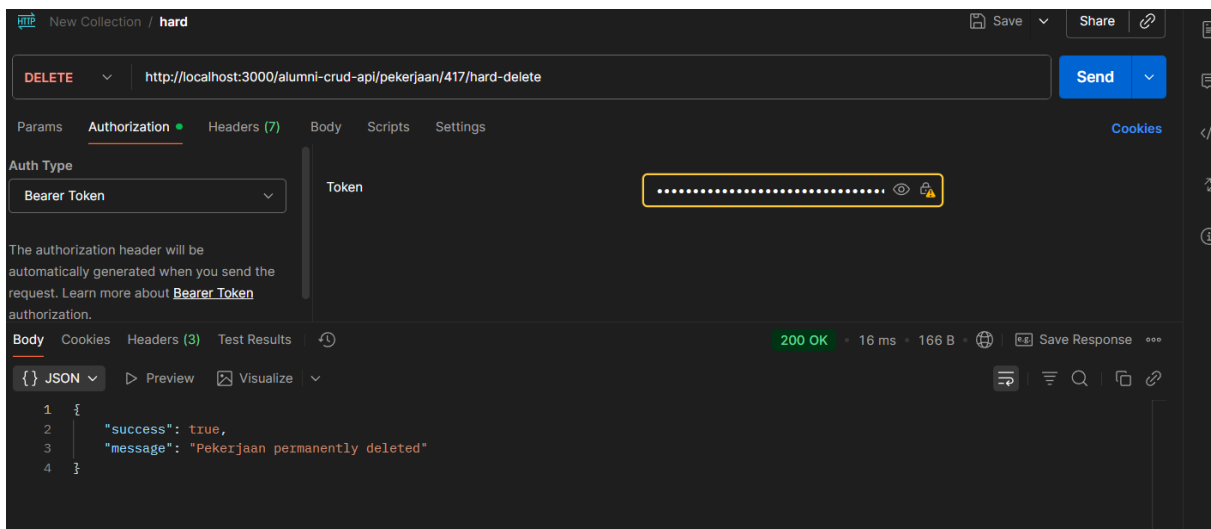 HTTP New Collection / hard Save Share
DELETE http://localhost:3000/alumni-crud-api/pekerjaan/417/hard-delete Send
Params Authorization Headers (7) Body Scripts Settings Cookies
Auth Type
Bearer Token
Token
The authorization header will be
automatically generated when you send the
request. Learn more about Bearer Token
authorization.
Body Cookies Headers (3) Test Results 200 OK 16 ms 166 B e.g. Save Response
{} JSON Preview Visualize
1 {
2 "success": true,
3 "message": "Pekerjaan permanently deleted"
4 }